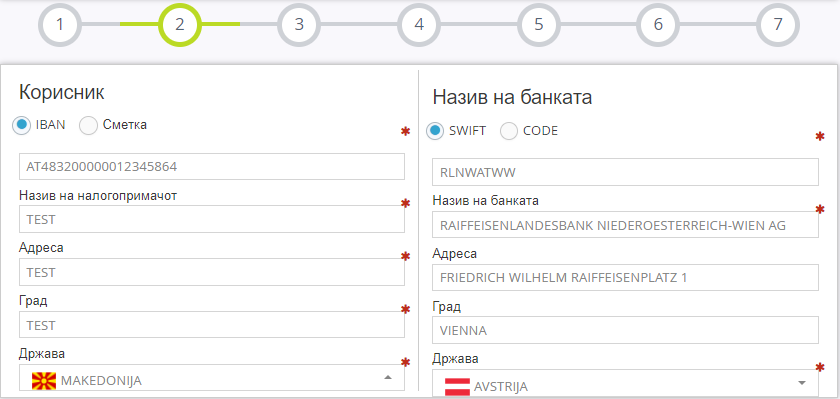 1 2 3 4 5 6 7
Корисник
IBAN Сметка *
AT483200000012345864
Назив на налогопримачот *
TEST
Адреса *
TEST
Град *
TEST
Држава *
MAKEDONIJA
Назив на банката
SWIFT CODE *
RLNWATWW
Назив на банката *
RAIFFEISENLANDESBANK NIEDEROESTERREICH-WIEN AG
Адреса
FRIEDRICH WILHELM RAIFFEISENPLATZ 1
Град
VIENNA
Држава *
AVSTRIJA